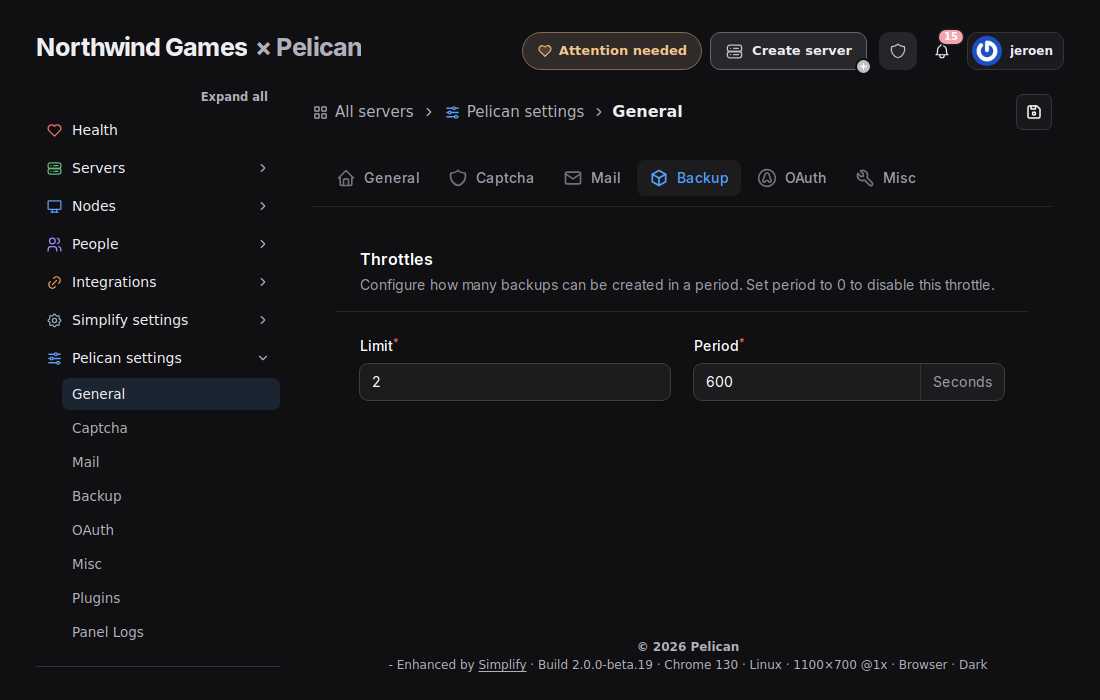 Northwind Games × Pelican
Attention needed
Create server
15
jeroen
Expand all
Health
Servers
Nodes
People
Integrations
Simplify settings
Pelican settings
General
Captcha
Mail
Backup
OAuth
Misc
Plugins
Panel Logs
All servers > Pelican settings > General
General Captcha Mail Backup OAuth Misc
Throttles
Configure how many backups can be created in a period. Set period to 0 to disable this throttle.
Limit* Period*
2 600 Seconds
© 2026 Pelican
- Enhanced by Simplify · Build 2.0.0-beta.19 · Chrome 130 · Linux · 1100×700 @1x · Browser · Dark